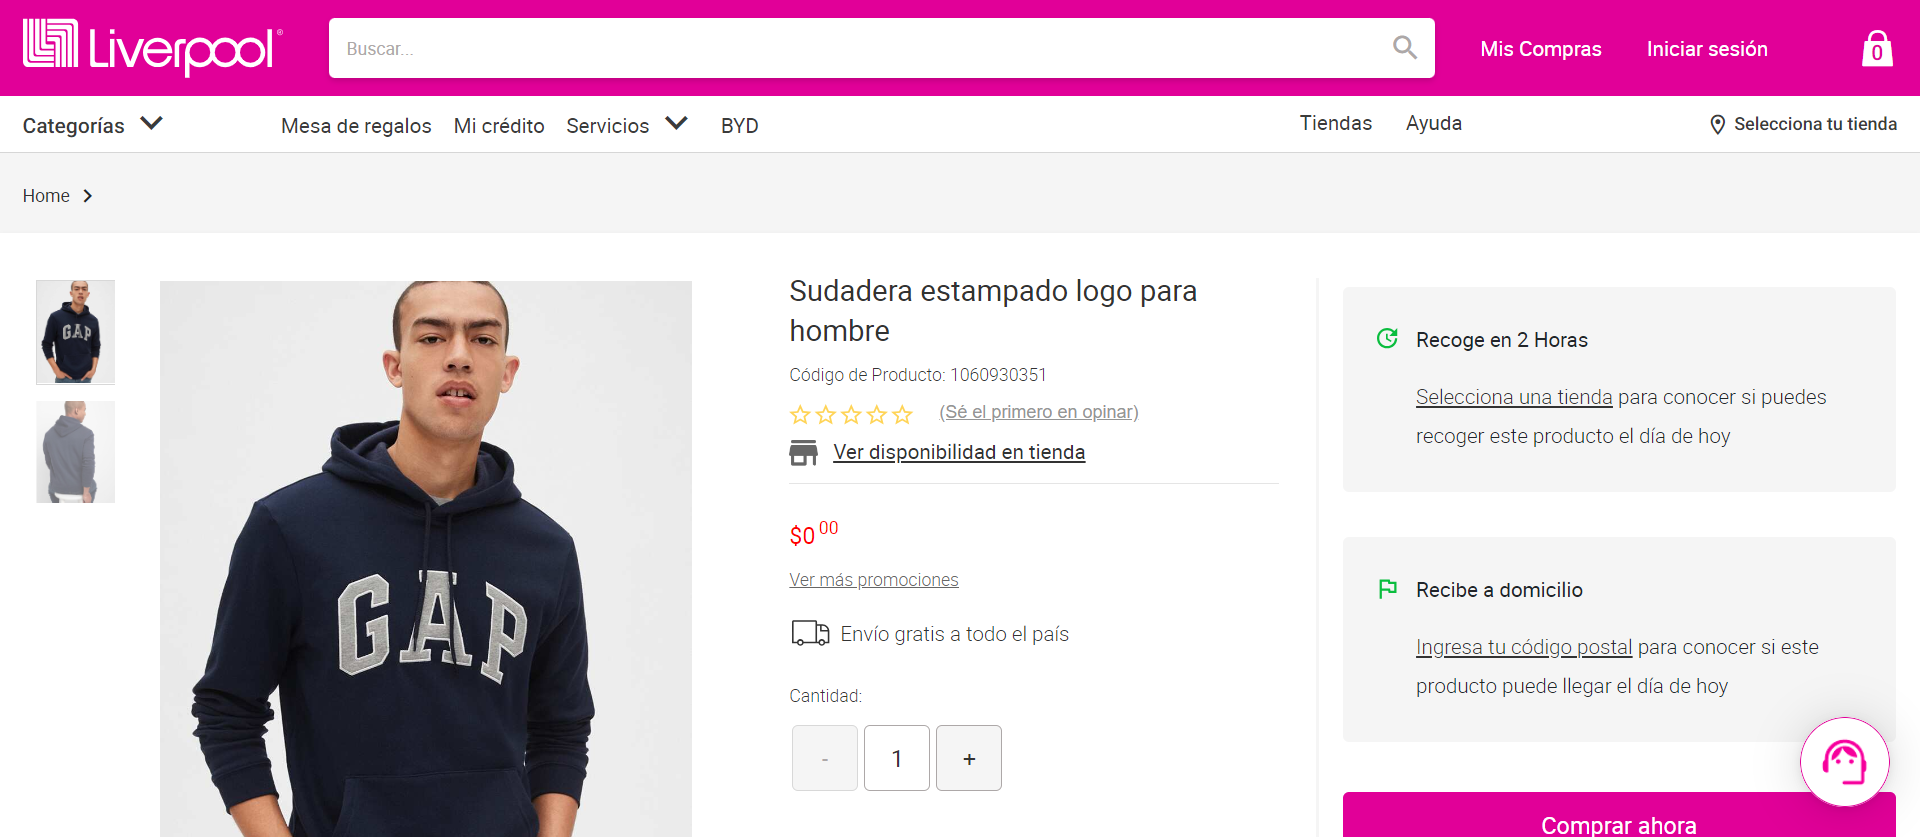 Liverpool®
Buscar...
Mis Compras
Iniciar sesión
0
Categorías
Mesa de regalos
Mi crédito
Servicios
BYD
Tiendas
Ayuda
Selecciona tu tienda
Home
GAP
GAP
Sudadera estampado logo para
hombre
Código de Producto: 1060930351
(Sé el primero en opinar)
Ver disponibilidad en tienda
$0 00
Ver más promociones
Envío gratis a todo el país
Cantidad:
- 1 +
Recoge en 2 Horas
Selecciona una tienda para conocer si puedes
recoger este producto el día de hoy
Recibe a domicilio
Ingresa tu código postal para conocer si este
producto puede llegar el día de hoy
Comprar ahora